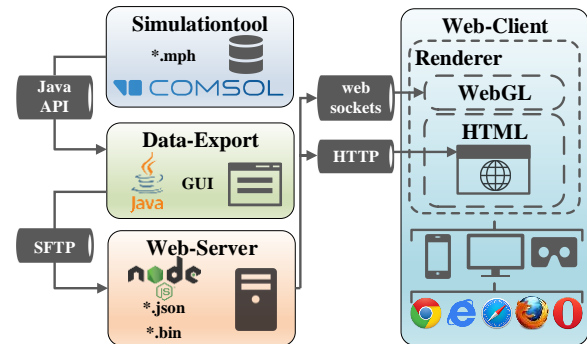 Simulationtool
*.mph
COMSOL
Java
API
Data-Export
Java
GUI
SFTP
Web-Server
node
JS
*.json
*.bin
web
sockets
HTTP
Web-Client
Renderer
WebGL
HTML